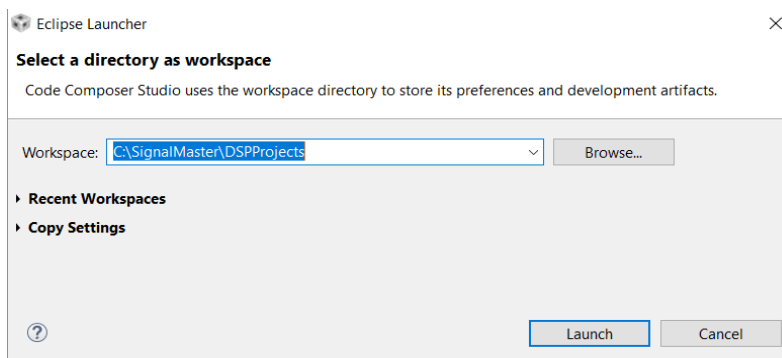 Eclipse Launcher
Select a directory as workspace
Code Composer Studio uses the workspace directory to store its preferences and development artifacts.
Workspace: C:\SignalMaster\DSPProjects Browse...
Recent Workspaces
Copy Settings
? Launch Cancel